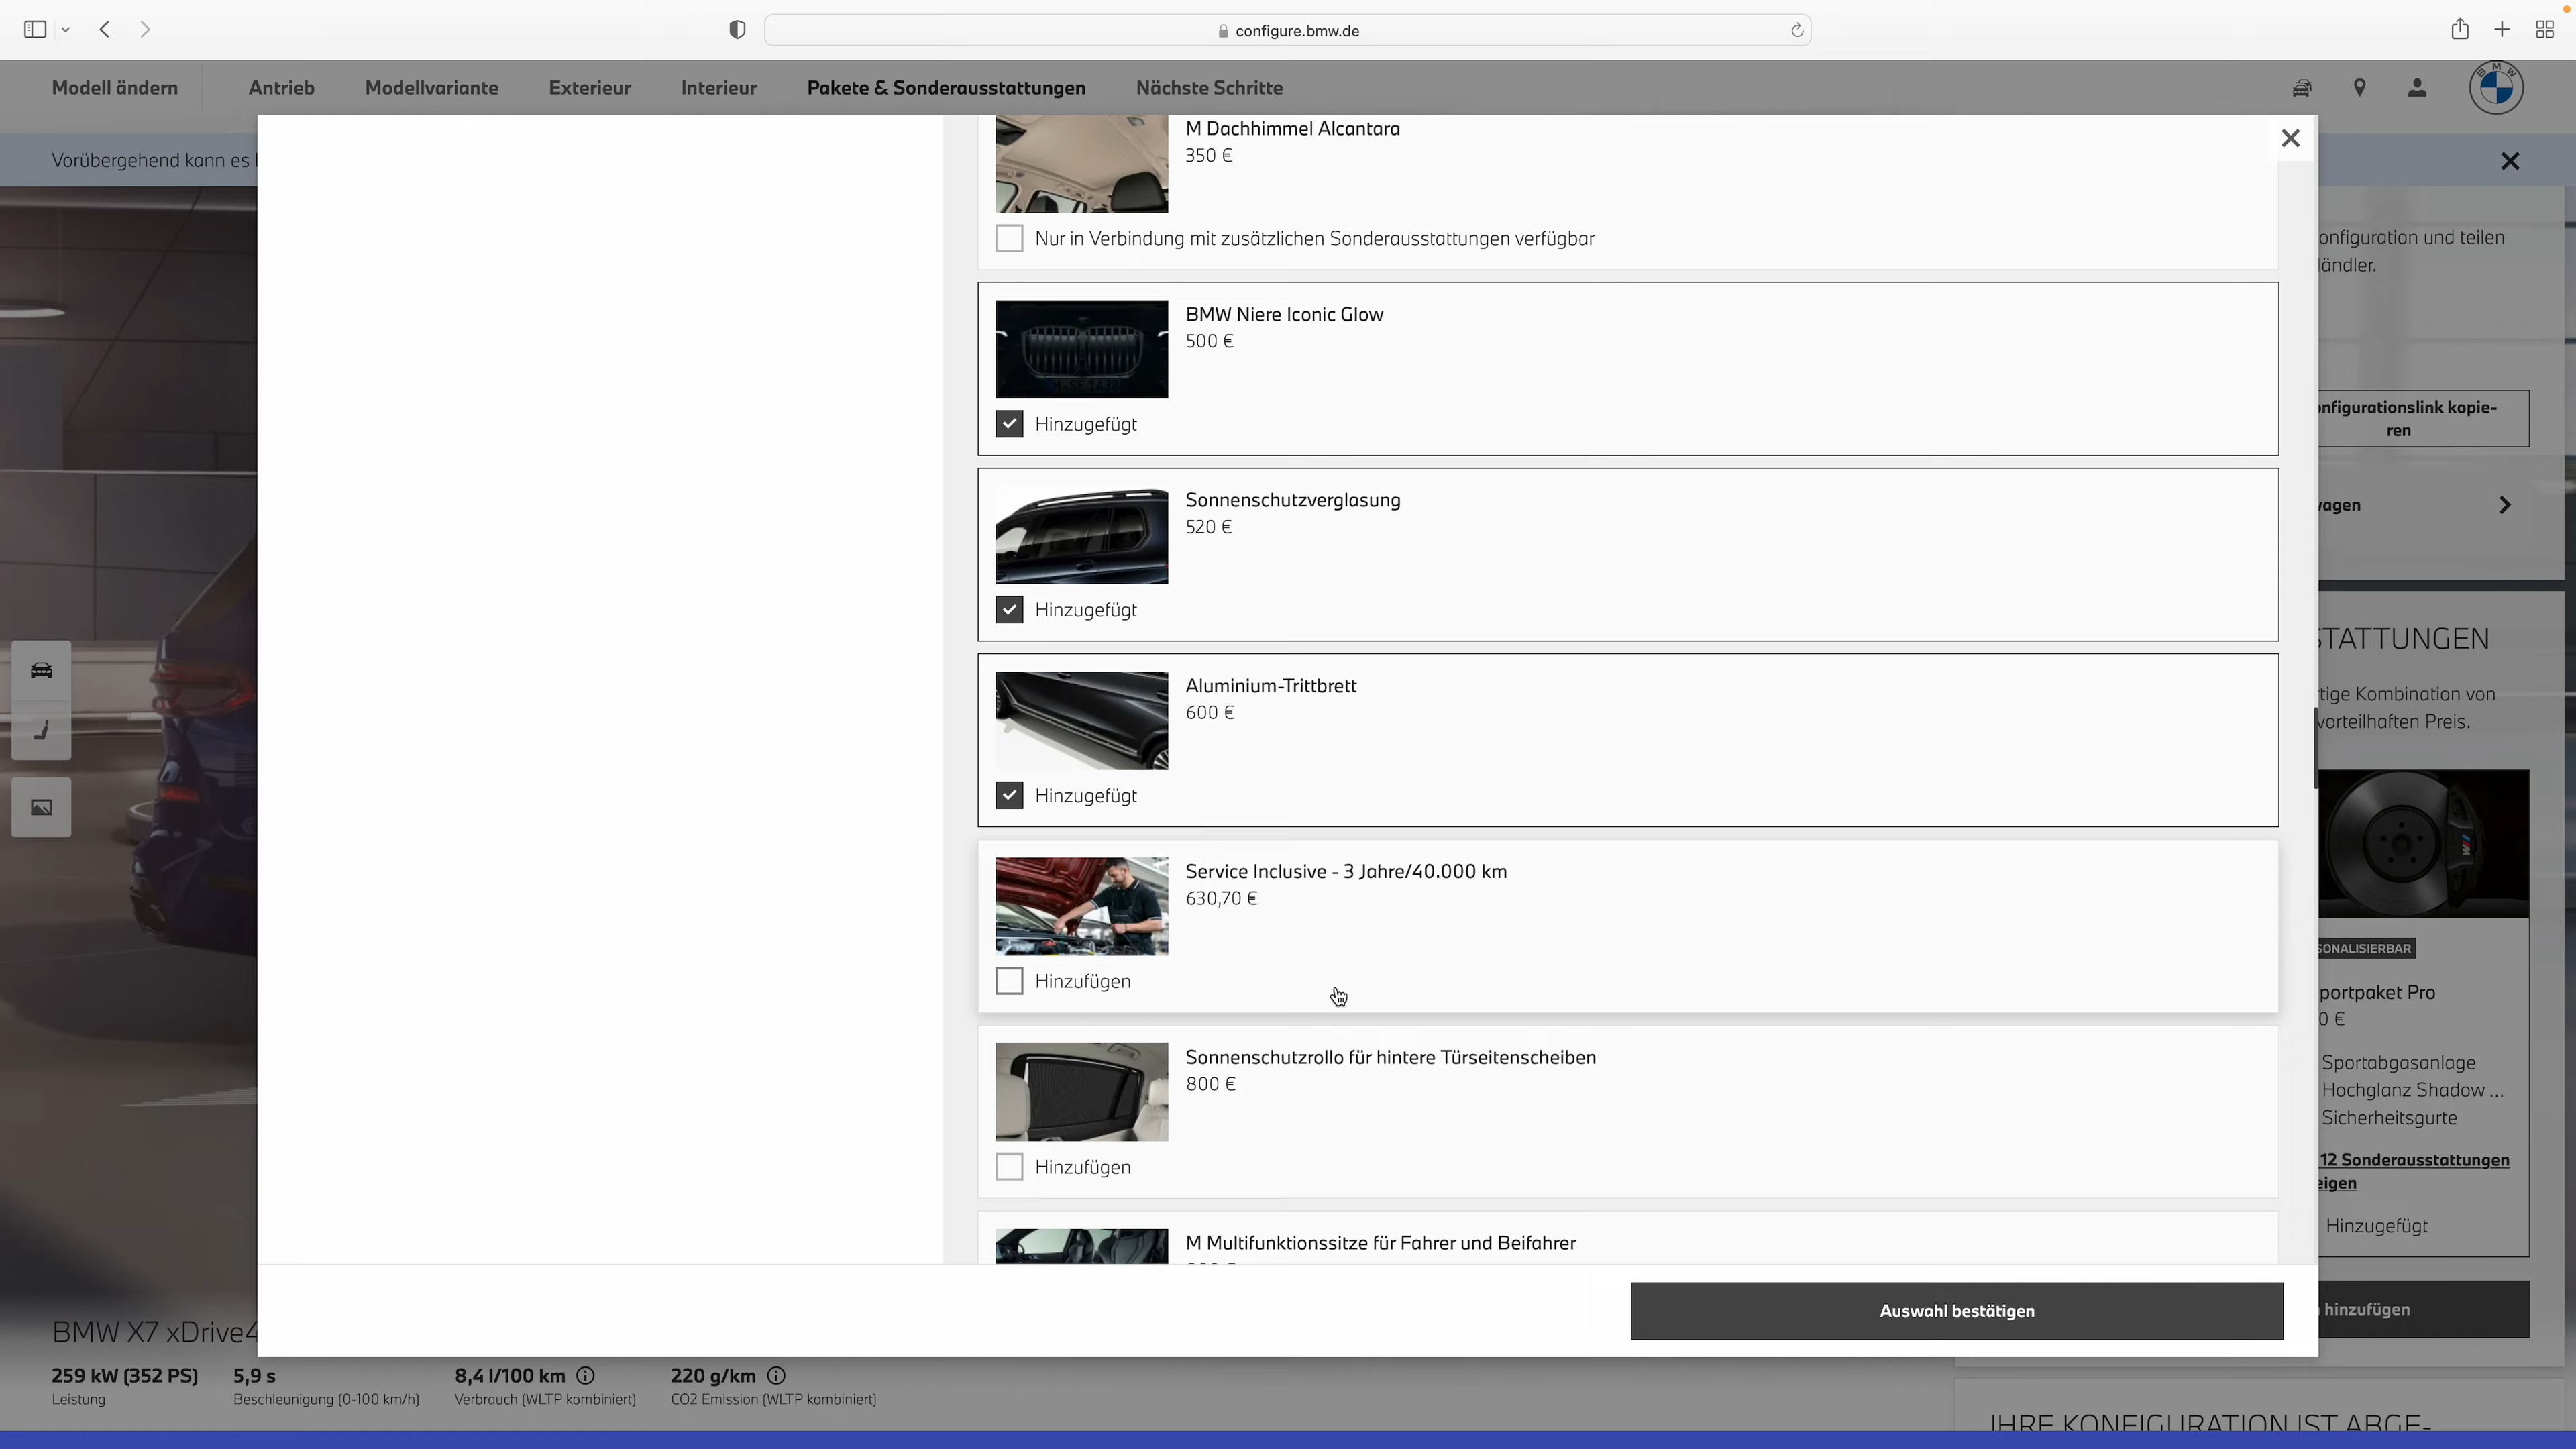 configure.bmw.de
Modell ändern
Antrieb
Modellvariante
Exterieur
Interieur
Pakete & Sonderausstattungen
Nächste Schritte
Vorübergehend kann es
M Dachhimmel Alcantara
350 €
Nur in Verbindung mit zusätzlichen Sonderausstattungen verfügbar
BMW Niere Iconic Glow
500 €
Hinzugefügt
Sonnenschutzverglasung
520 €
Hinzugefügt
Aluminium-Trittbrett
600 €
Hinzugefügt
Service Inclusive - 3 Jahre/40.000 km
630,70 €
Hinzufügen
Sonnenschutzrollo für hintere Türseitenscheiben
800 €
Hinzufügen
M Multifunktionssitze für Fahrer und Beifahrer
Auswahl bestätigen
onfiguration und teilen
ändler.
onfigurationslink kopie-
ren
wagen
STATTUNGEN
tige Kombination von
vorteilhaften Preis.
SONALISIERBAR
portpaket Pro
0 €
Sportabgasanlage
Hochglanz Shadow ...
Sicherheitsgurte
12 Sonderausstattungen
eigen
Hinzugefügt
hinzufügen
BMW X7 xDrive4
259 kW (352 PS)
Leistung
5,9 s
Beschleunigung (0-100 km/h)
8,4 l/100 km
Verbrauch (WLTP kombiniert)
220 g/km
CO2 Emission (WLTP kombiniert)
IHRE KONFIGURATION IST ABGE-